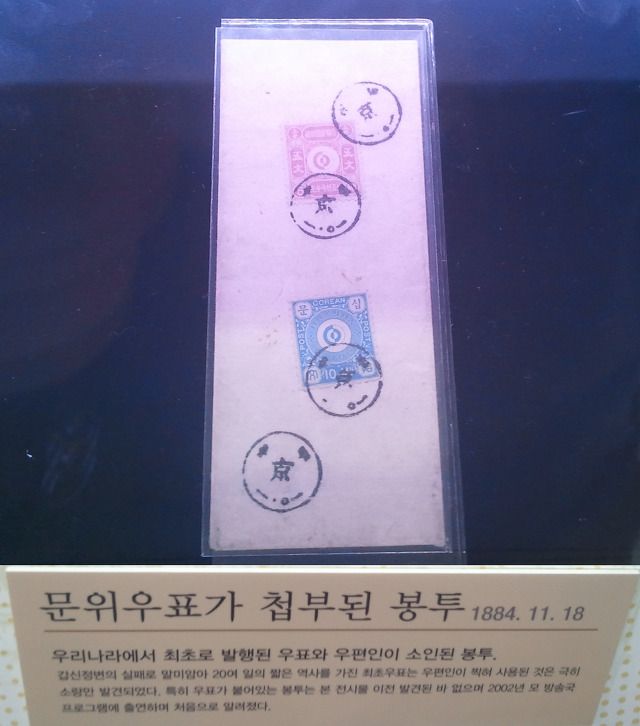 京
京
문 COREAN 십
POST
POST
10
京
京
문위우표가 첩부된 봉투 1884. 11. 18
우리나라에서 최초로 발행된 우표와 우편인이 소인된 봉투.
갑신정변의 실패로 말미암아 20여 일의 짧은 역사를 가진 최초우표는 우편인이 찍혀 사용된 것은 극히
소량만 발견되었다. 특히 우표가 붙어있는 봉투는 본 전시물 이전 발견된 바 없으며 2002년 모 방송국
프로그램에 출연하며 처음으로 알려졌다.